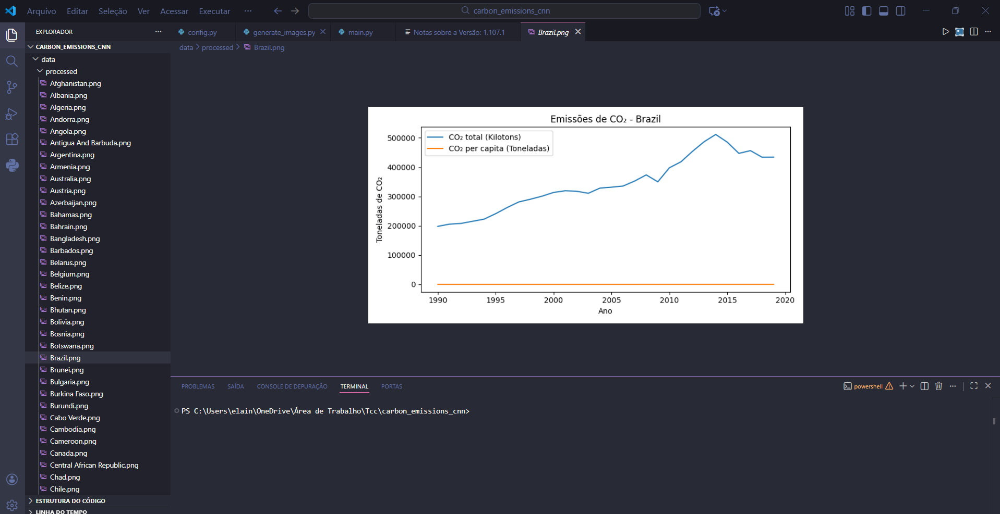 Arquivo Editar Seleção Ver Acessar Executar ···
carbon_emissions_cnn
EXPLORADOR ···
config.py generate_images.py main.py Notas sobre a Versão: 1.107.1 Brazil.png
CARBON_EMISSIONS_CNN
data > processed > Brazil.png
data
processed
Afghanistan.png
Albania.png
Algeria.png
Andorra.png
Angola.png
Antigua And Barbuda.png
Argentina.png
Armenia.png
Australia.png
Austria.png
Azerbaijan.png
Bahamas.png
Bahrain.png
Bangladesh.png
Barbados.png
Belarus.png
Belgium.png
Belize.png
Benin.png
Bhutan.png
Bolivia.png
Bosnia.png
Botswana.png
Brazil.png
Brunei.png
Bulgaria.png
Burkina Faso.png
Burundi.png
Cabo Verde.png
Cambodia.png
Cameroon.png
Canada.png
Central African Republic.png
Chad.png
Chile.png
ESTRUTURA DO CÓDIGO
LINHA DO TEMPO
Emissões de CO₂ - Brazil
CO₂ total (Kilotons)
CO₂ per capita (Toneladas)
Toneladas de CO₂
500000
400000
300000
200000
100000
0
1990 1995 2000 2005 2010 2015 2020
Ano
PROBLEMAS SAÍDA CONSOLE DE DEPURAÇÃO TERMINAL PORTAS
powershell
PS C:\Users\elain\OneDrive\Área de Trabalho\Tcc\carbon_emissions_cnn>